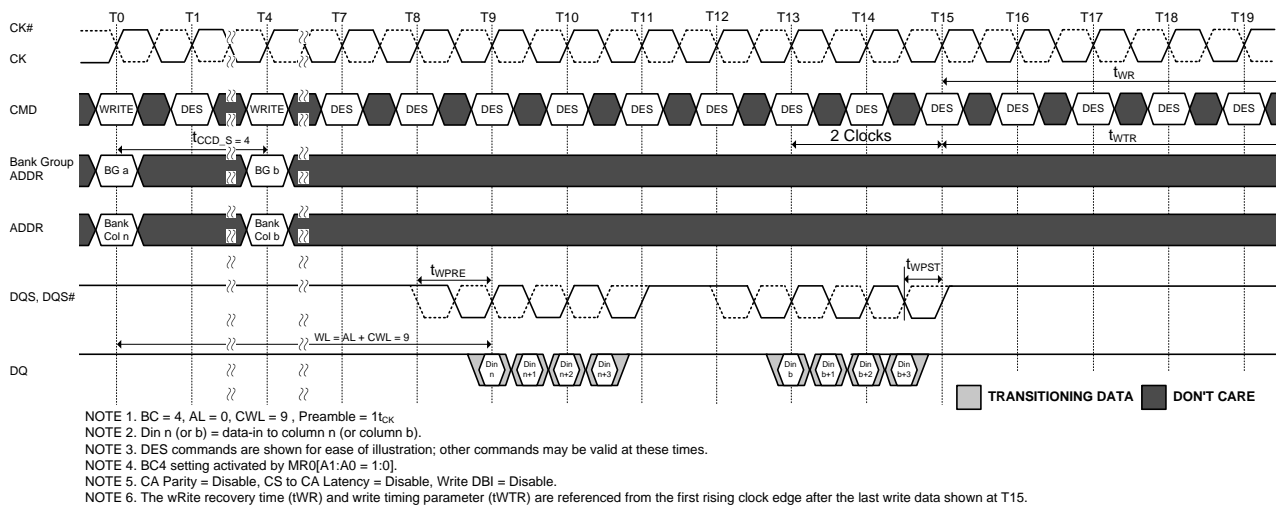 T0 T1 T4 T7 T8 T9 T10 T11 T12 T13 T14 T15 T16 T17 T18 T19
CK#
CK
tWR
CMD WRITE DES WRITE DES DES DES DES DES DES DES DES DES DES DES DES DES
tCCD_S = 4
2 Clocks
tWTR
Bank Group
ADDR
BG a BG b
ADDR
Bank
Col n
Bank
Col b
tWPRE
tWPST
DQS, DQS#
WL = AL + CWL = 9
DQ
Din
n
Din
n+1
Din
n+2
Din
n+3
Din
b
Din
b+1
Din
b+2
Din
b+3
TRANSITIONING DATA
DON'T CARE
NOTE 1. BC = 4, AL = 0, CWL = 9 , Preamble = 1tCK
NOTE 2. Din n (or b) = data-in to column n (or column b).
NOTE 3. DES commands are shown for ease of illustration; other commands may be valid at these times.
NOTE 4. BC4 setting activated by MR0[A1:A0 = 1:0].
NOTE 5. CA Parity = Disable, CS to CA Latency = Disable, Write DBI = Disable.
NOTE 6. The wRite recovery time (tWR) and write timing parameter (tWTR) are referenced from the first rising clock edge after the last write data shown at T15.